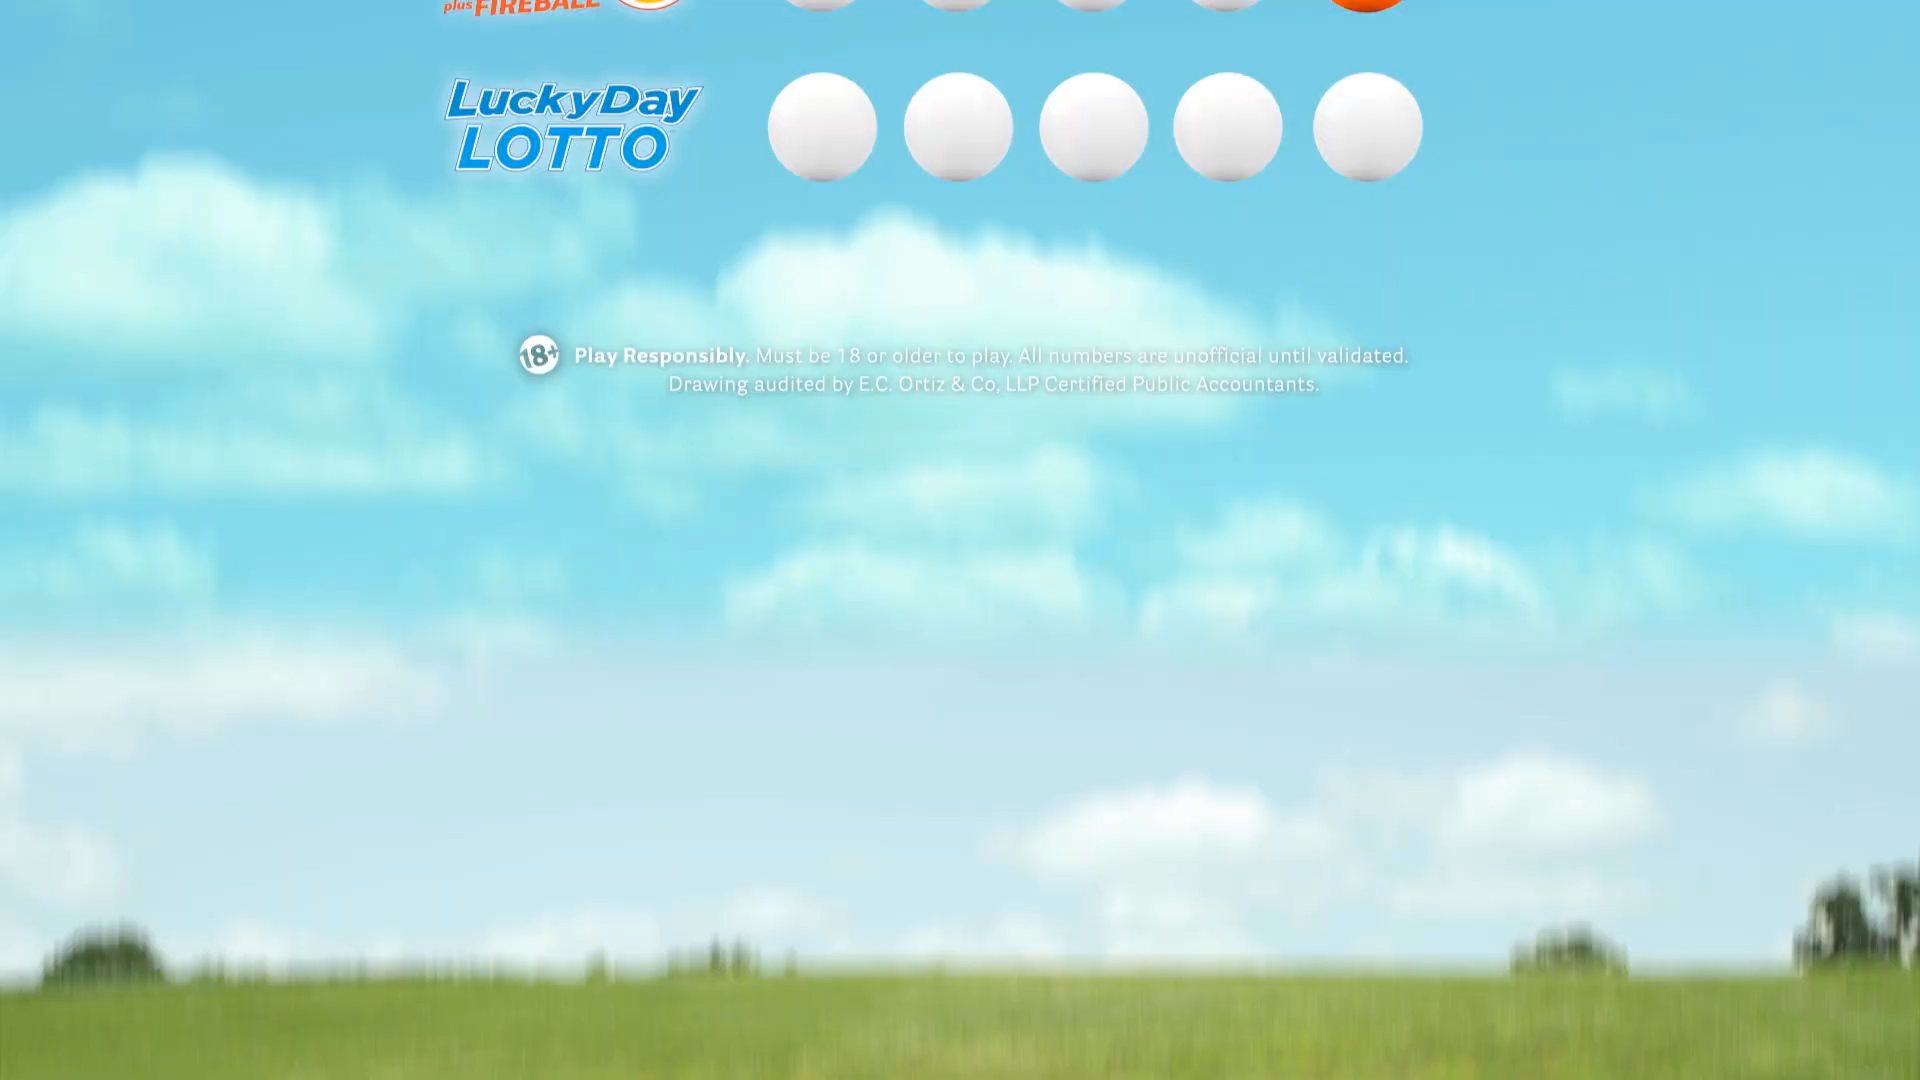 plus FIREBALL
LuckyDay
LOTTO
18+ Play Responsibly. Must be 18 or older to play. All numbers are unofficial until validated.
Drawing audited by E.C. Ortiz & Co, LLP Certified Public Accountants.